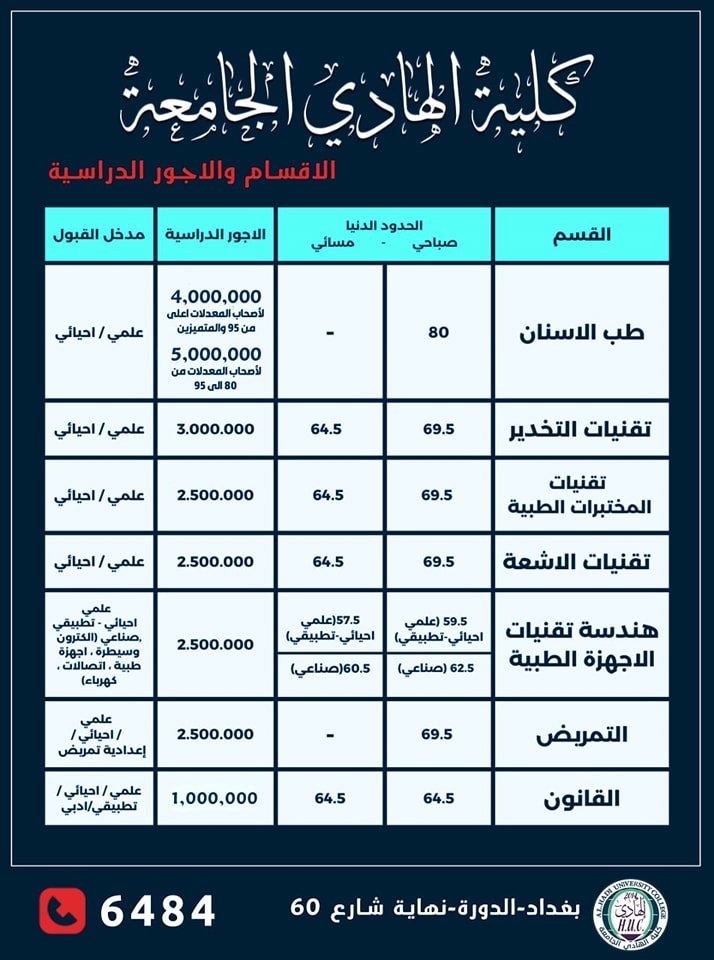 كلية الهادي الجامعة
الاقسام والاجور الدراسية
القسم
الحدود الدنيا
صباحي - مسائي
الاجور الدراسية
مدخل القبول
طب الاسنان
80
-
4,000,000
لأصحاب المعدلات اعلى
من 95 والمتميزين
5,000,000
لأصحاب المعدلات من
80 الى 95
علمي / احيائي
تقنيات التخدير
69.5
64.5
3.000.000
علمي / احيائي
تقنيات
المختبرات الطبية
69.5
64.5
2.500.000
علمي / احيائي
تقنيات الاشعة
69.5
64.5
2.500.000
علمي / احيائي
هندسة تقنيات
الاجهزة الطبية
59.5 (علمي
احيائي-تطبيقي)
62.5 (صناعي)
57.5(علمي
احيائي-تطبيقي)
60.5(صناعي)
2.500.000
علمي
احيائي - تطبيقي
,صناعي (الكترون
وسيطرة ، اجهزة
طبية ، اتصالات ،
كهرباء)
التمريض
69.5
-
2.500.000
علمي
/ احيائي /
إعدادية تمريض
القانون
64.5
64.5
1,000,000
علمي / احيائي /
تطبيقي/ادبي
6484
بغداد-الدورة-نهاية شارع 60
AL-HADI UNIVERSITY COLLEGE
2014
الهادي
H.U.C.
كلية الهادي الجامعة